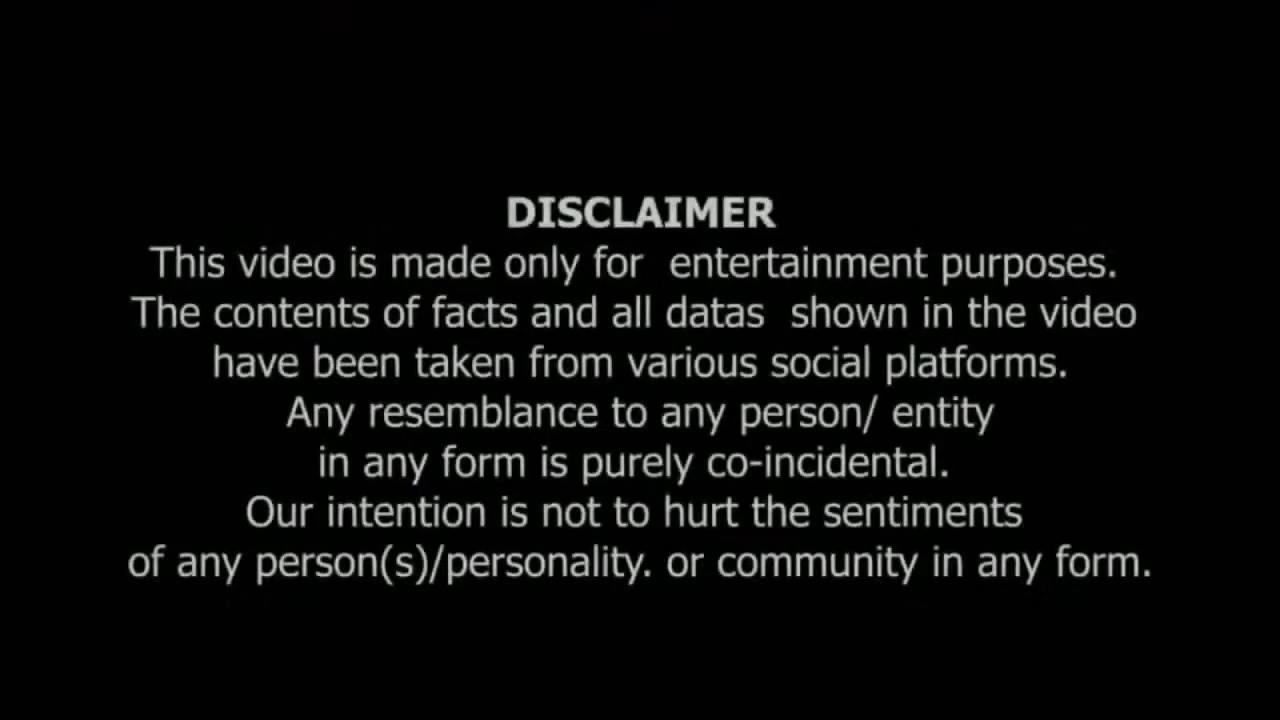 DISCLAIMER
This video is made only for  entertainment purposes.
The contents of facts and all datas  shown in the video
have been taken from various social platforms.
Any resemblance to any person/ entity
in any form is purely co-incidental.
Our intention is not to hurt the sentiments
of any person(s)/personality. or community in any form.